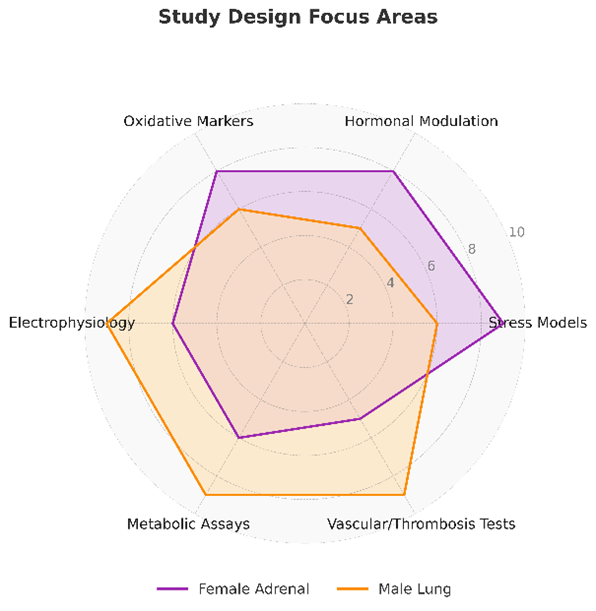 Study Design Focus Areas
Oxidative Markers
Hormonal Modulation
10
8
6
4
2
Electrophysiology
Stress Models
Metabolic Assays
Vascular/Thrombosis Tests
Female Adrenal
Male Lung